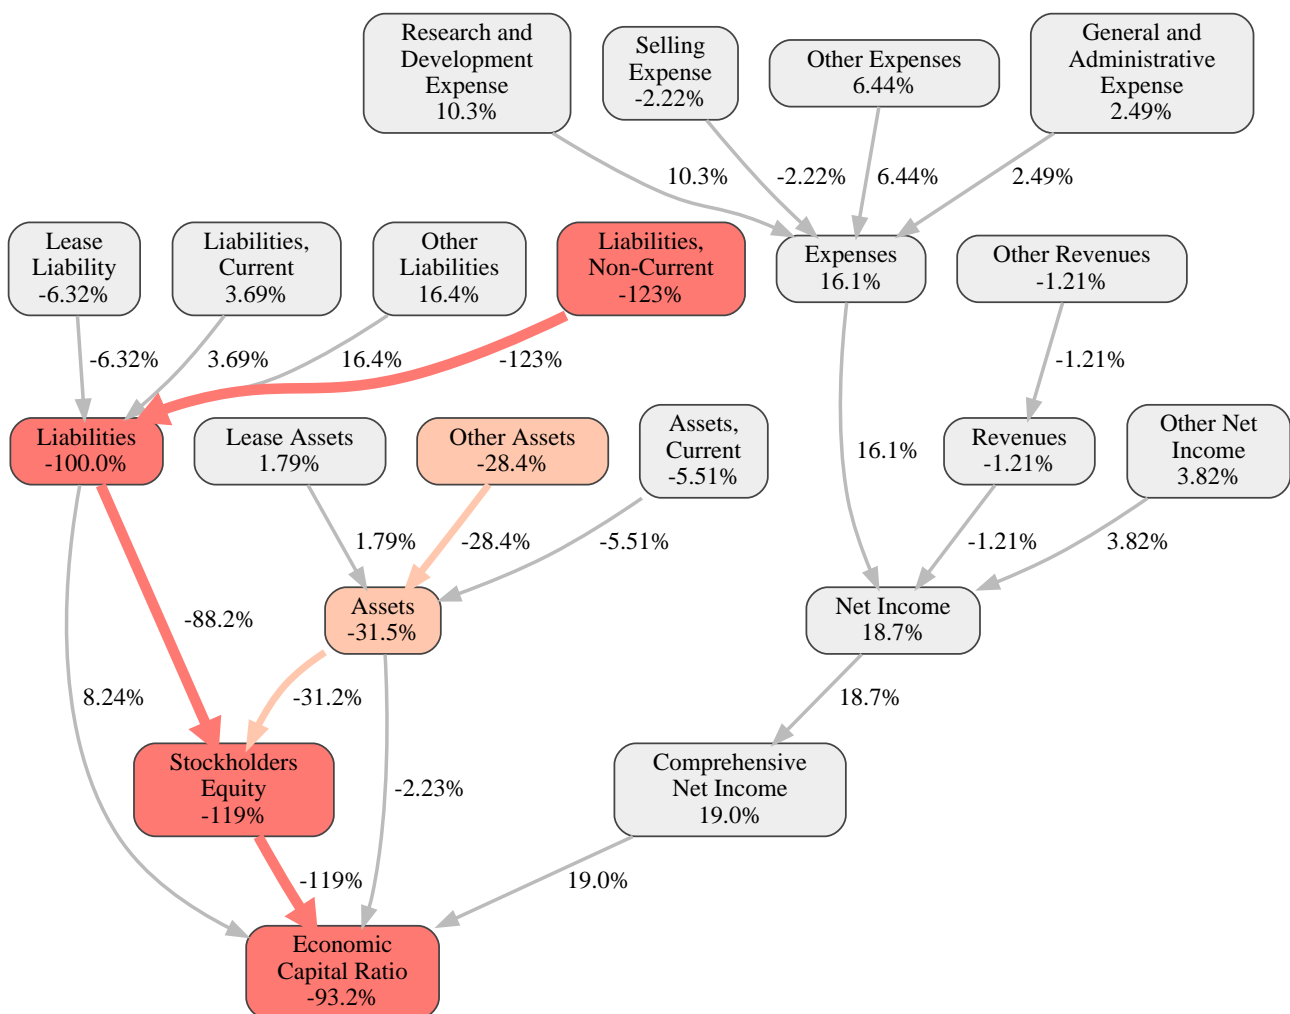 Research and
Development
Expense
10.3%
Selling
Expense
-2.22%
Other Expenses
6.44%
General and
Administrative
Expense
2.49%
10.3%
-2.22%
6.44%
2.49%
Lease
Liability
-6.32%
Liabilities,
Current
3.69%
Other
Liabilities
16.4%
Liabilities,
Non-Current
-123%
Expenses
16.1%
Other Revenues
-1.21%
-6.32%
3.69%
16.4%
-123%
-1.21%
Liabilities
-100.0%
Lease Assets
1.79%
Other Assets
-28.4%
Assets,
Current
-5.51%
16.1%
Revenues
-1.21%
Other Net
Income
3.82%
1.79%
-28.4%
-5.51%
-1.21%
3.82%
-88.2%
Assets
-31.5%
Net Income
18.7%
8.24%
-31.2%
18.7%
Stockholders
Equity
-119%
-2.23%
Comprehensive
Net Income
19.0%
-119%
19.0%
Economic
Capital Ratio
-93.2%